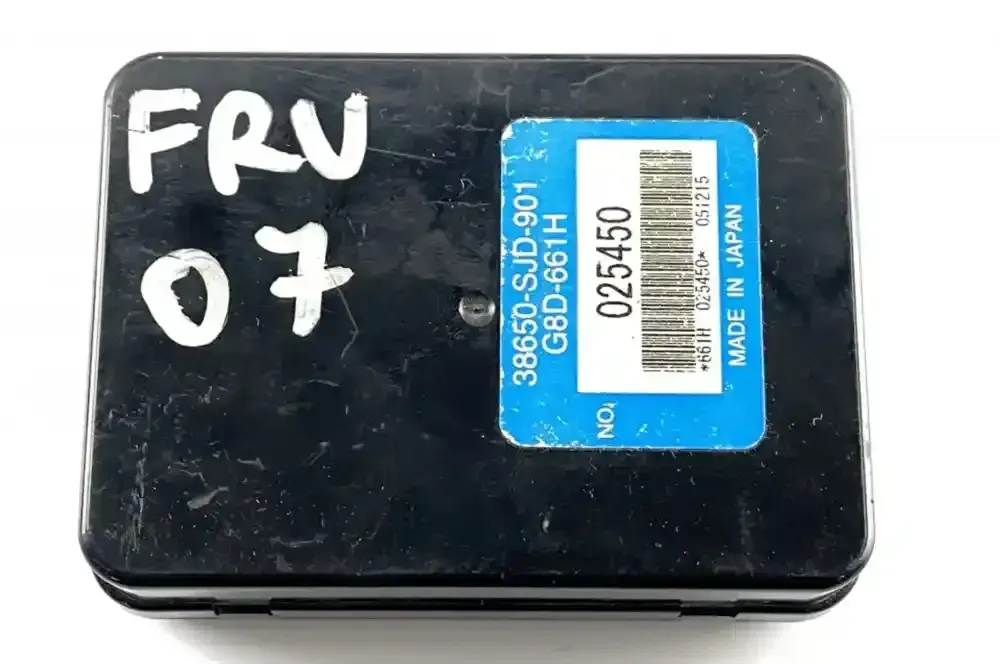 FRV
07
38650-SJD-901
G8D-661H
NO.
025450
*661H 025450* 051215
MADE IN JAPAN